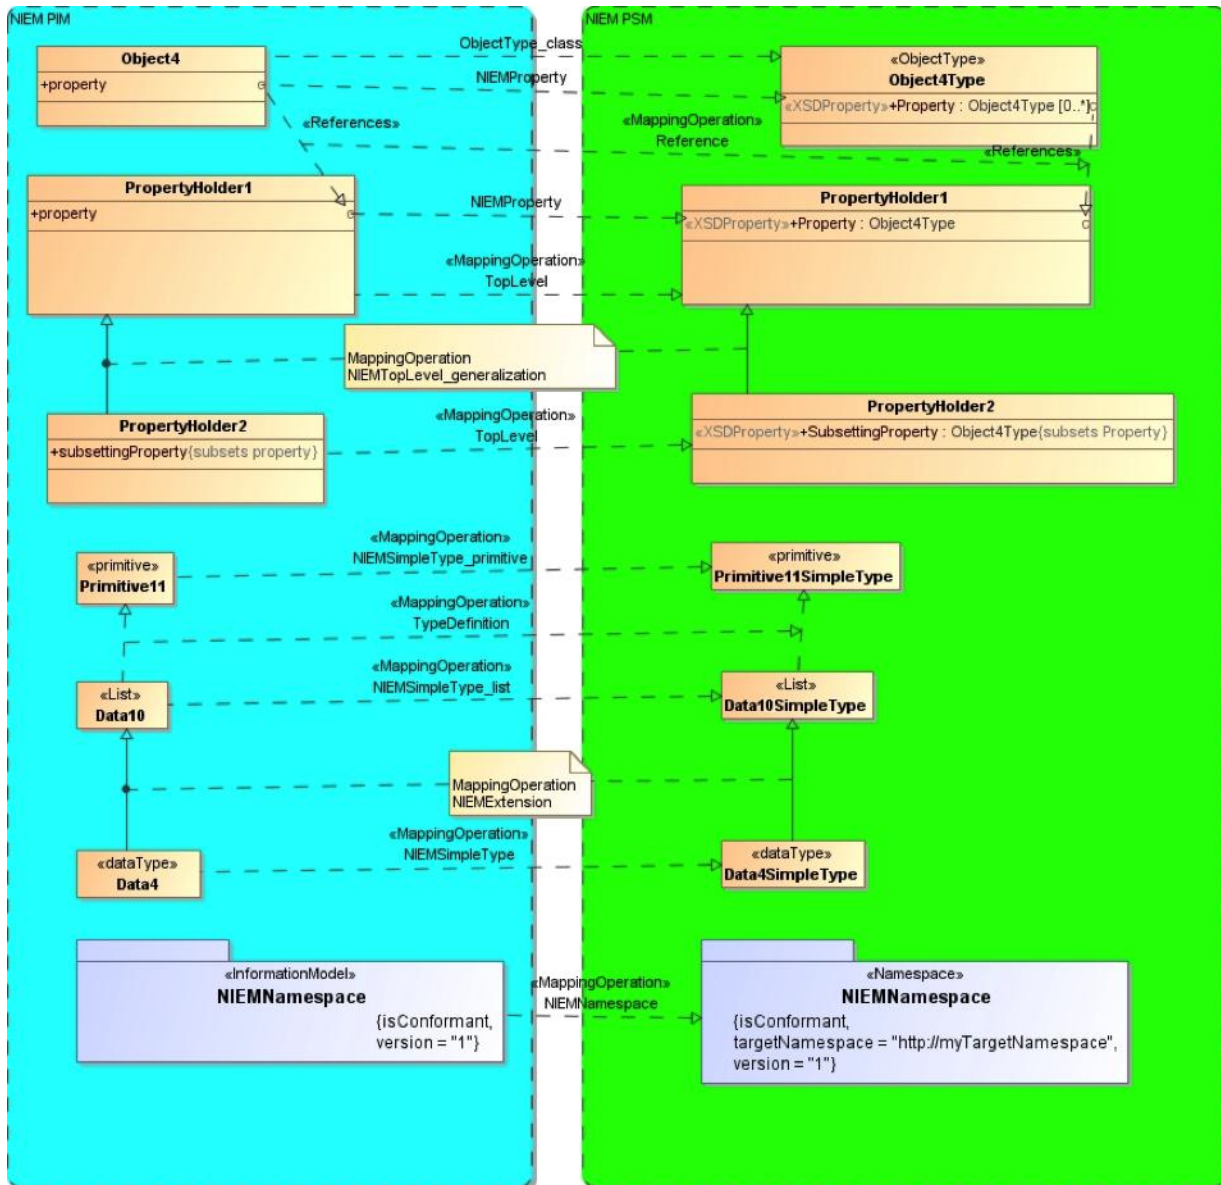 NIEM PIM
NIEM PSM
Object4
+property
ObjectType_class
NIEMProperty
«ObjectType»
Object4Type
«XSDProperty»+Property : Object4Type [0..*]
«References»
«MappingOperation»
Reference
«References»
PropertyHolder1
+property
NIEMProperty
PropertyHolder1
«XSDProperty»+Property : Object4Type
«MappingOperation»
TopLevel
MappingOperation
NIEMTopLevel_generalization
PropertyHolder2
+subsettingProperty{subsets property}
«MappingOperation»
TopLevel
PropertyHolder2
«XSDProperty»+SubsettingProperty : Object4Type{subsets Property}
«primitive»
Primitive11
«MappingOperation»
NIEMSimpleType_primitive
«primitive»
Primitive11SimpleType
«MappingOperation»
TypeDefinition
«List»
Data10
«MappingOperation»
NIEMSimpleType_list
«List»
Data10SimpleType
MappingOperation
NIEMExtension
«dataType»
Data4
«MappingOperation»
NIEMSimpleType
«dataType»
Data4SimpleType
«InformationModel»
NIEMNamespace
{isConformant,
version = "1"}
«MappingOperation»
NIEMNamespace
«Namespace»
NIEMNamespace
{isConformant,
targetNamespace = "http://myTargetNamespace",
version = "1"}